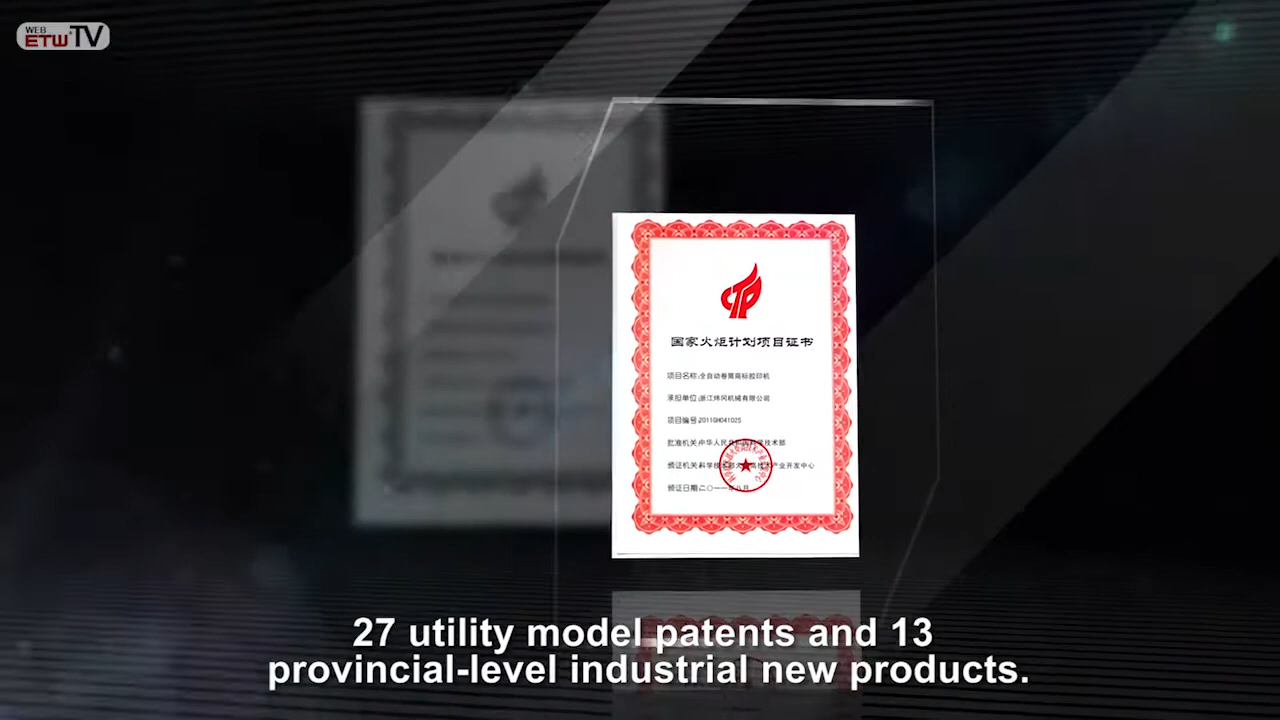 WEB
ETW TV
CTP
国家火炬计划项目证书
项目名称:全自动卷筒商标胶印机
承担单位:浙江炜冈机械有限公司
项目编号:2011GH041025
批准机关:中华人民共和国科学技术部
颁证机关:科学技术部火炬高技术产业开发中心
颁证日期:二〇一一年八月
27 utility model patents and 13
provincial-level industrial new products.